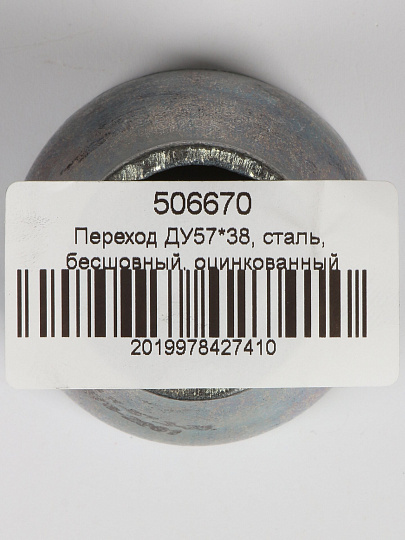 506670
Переход ДУ57*38, сталь,
бесшовный, оцинкованный
2019978427410